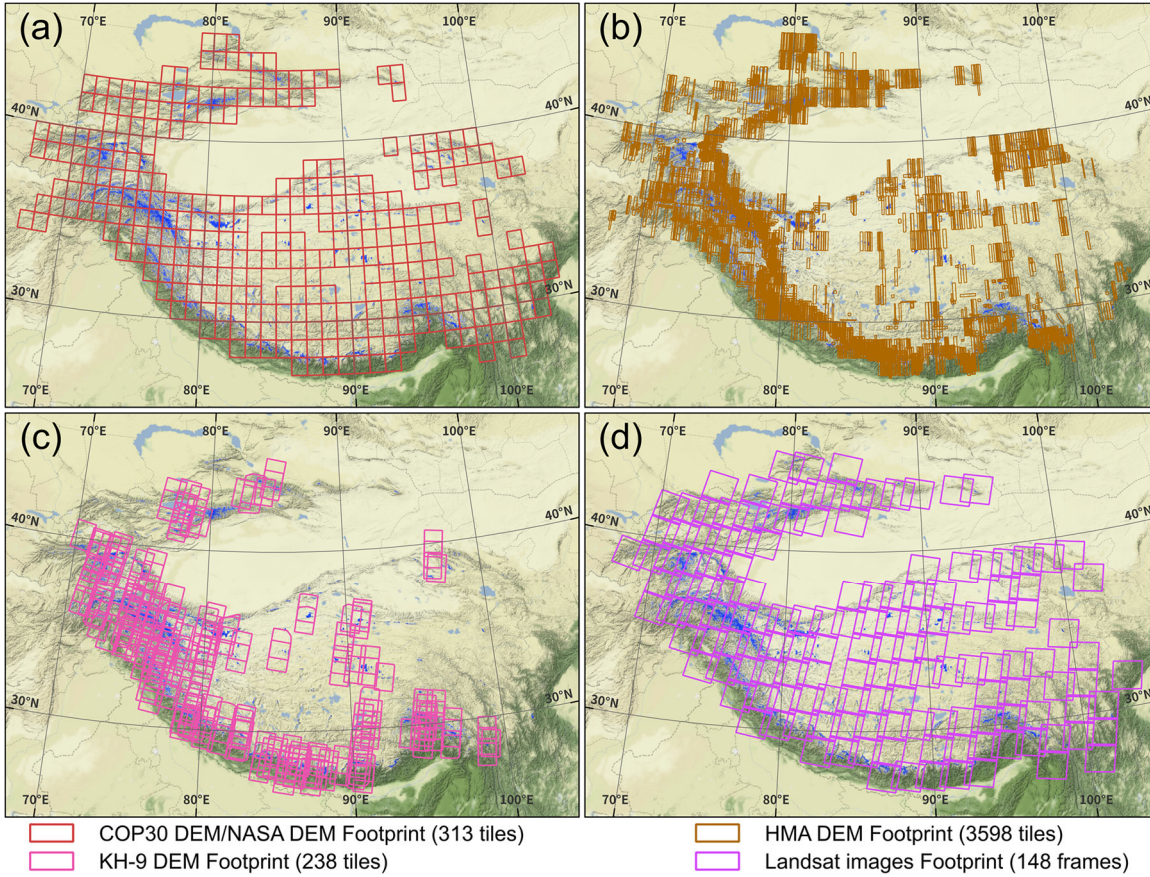 (a)
70°E
80°E
90°E
100°E
40°N
40°N
30°N
30°N
70°E
80°E
90°E
100°E
(b)
70°E
80°E
90°E
100°E
40°N
40°N
30°N
30°N
70°E
80°E
90°E
100°E
(c)
70°E
80°E
90°E
100°E
40°N
40°N
30°N
30°N
70°E
80°E
90°E
100°E
(d)
70°E
80°E
90°E
100°E
40°N
40°N
30°N
30°N
70°E
80°E
90°E
100°E
COP30 DEM/NASA DEM Footprint (313 tiles)
HMA DEM Footprint (3598 tiles)
KH-9 DEM Footprint (238 tiles)
Landsat images Footprint (148 frames)